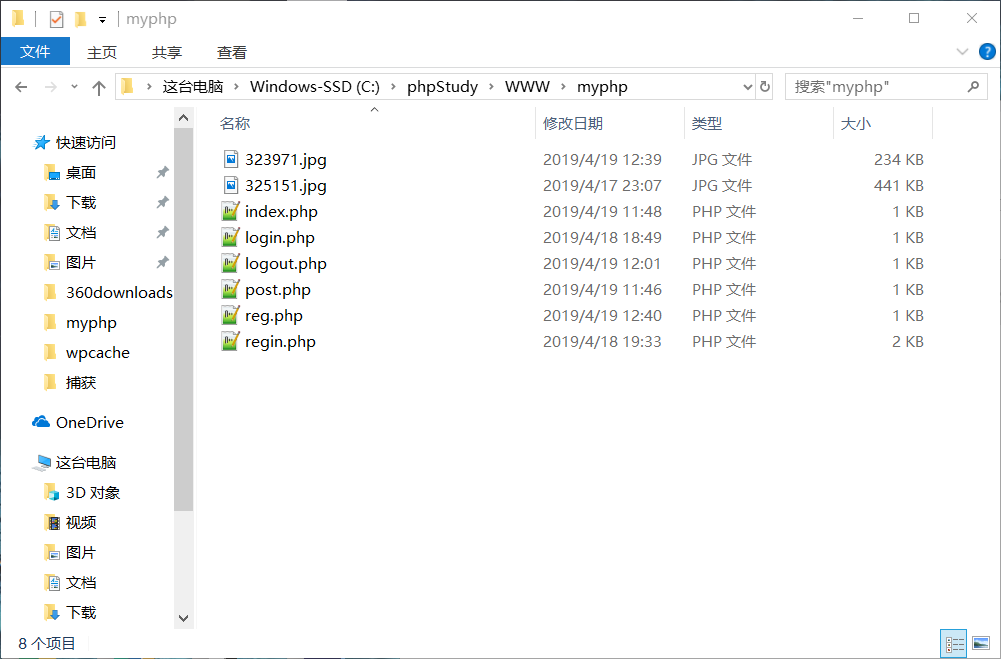 myphp
文件 主页 共享 查看
这台电脑 Windows-SSD (C:) phpStudy WWW myphp 搜索"myphp"
名称 修改日期 类型 大小
323971.jpg 2019/4/19 12:39 JPG 文件 234 KB
325151.jpg 2019/4/17 23:07 JPG 文件 441 KB
index.php 2019/4/19 11:48 PHP 文件 1 KB
login.php 2019/4/18 18:49 PHP 文件 1 KB
logout.php 2019/4/19 12:01 PHP 文件 1 KB
post.php 2019/4/19 11:46 PHP 文件 1 KB
reg.php 2019/4/19 12:40 PHP 文件 1 KB
regin.php 2019/4/18 19:33 PHP 文件 2 KB
快速访问
桌面
下载
文档
图片
360downloads
myphp
wpcache
捕获
OneDrive
这台电脑
3D 对象
视频
图片
文档
下载
8 个项目